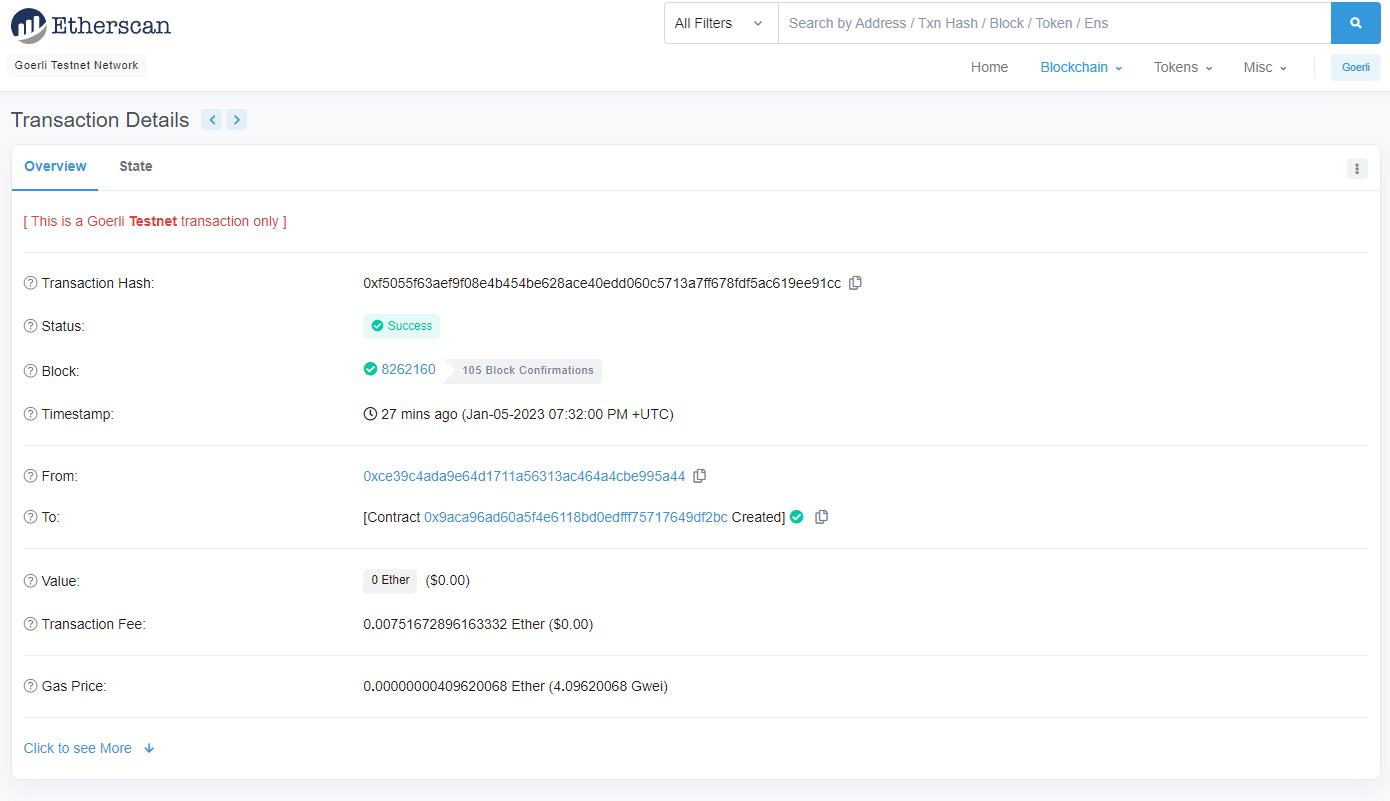 Etherscan
All Filters
Search by Address / Txn Hash / Block / Token / Ens
Goerli Testnet Network
Home Blockchain Tokens Misc Goerli
Transaction Details
Overview State
[ This is a Goerli Testnet transaction only ]
Transaction Hash: 0xf5055f63aef9f08e4b454be628ace40edd060c5713a7ff678fdf5ac619ee91cc
Status: Success
Block: 8262160 105 Block Confirmations
Timestamp: 27 mins ago (Jan-05-2023 07:32:00 PM +UTC)
From: 0xce39c4ada9e64d1711a56313ac464a4cbe995a44
To: [Contract 0x9aca96ad60a5f4e6118bd0edfff75717649df2bc Created]
Value: 0 Ether ($0.00)
Transaction Fee: 0.00751672896163332 Ether ($0.00)
Gas Price: 0.00000000409620068 Ether (4.09620068 Gwei)
Click to see More